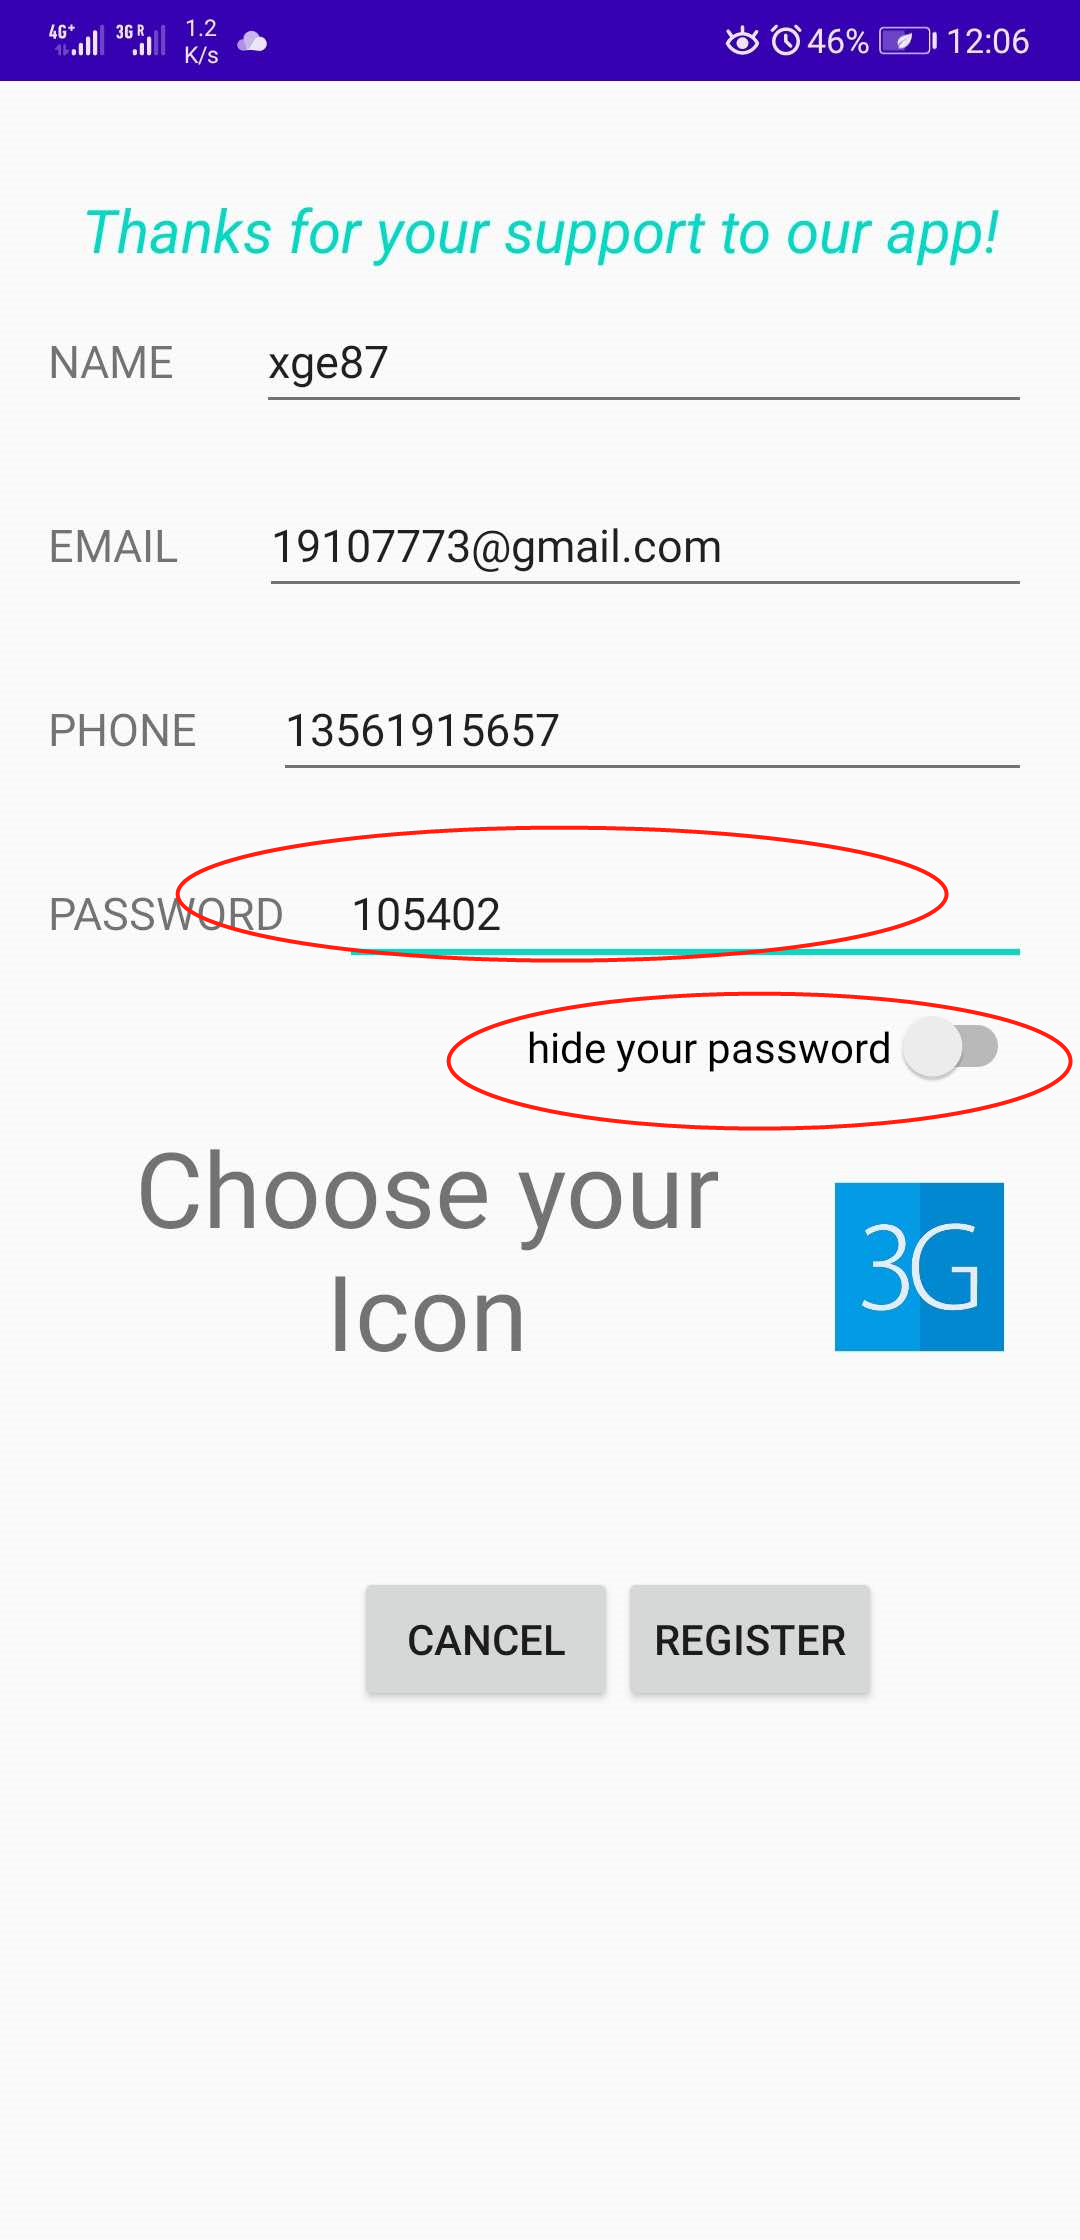 4G+ 3G R 1.2 K/s 46% 12:06
Thanks for your support to our app!
NAME xge87
EMAIL 19107773@gmail.com
PHONE 13561915657
PASSWORD 105402
hide your password
Choose your
Icon
3G
CANCEL REGISTER